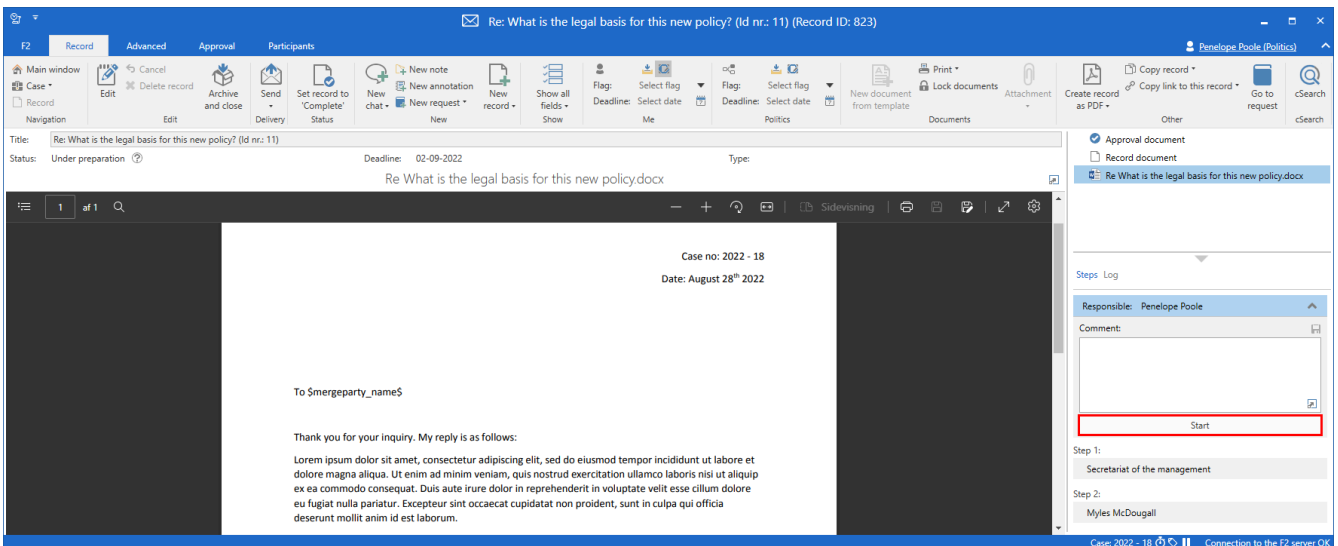 Re: What is the legal basis for this new policy? (Id nr.: 11) (Record ID: 823)
F2 Record Advanced Approval Participants Penelope Poole (Politics)
Main window
Case
Record
Navigation
Edit
Cancel
Delete record
Archive and close
Edit
Send
Delivery
Set record to 'Complete'
Status
New chat
New note
New annotation
New request
New record
New
Show all fields
Show
Flag: Select flag
Deadline: Select date
Me
Flag: Select flag
Deadline: Select date
Politics
New document from template
Print
Lock documents
Attachment
Documents
Create record as PDF
Copy record
Copy link to this record
Go to request
Other
cSearch
cSearch
Title: Re: What is the legal basis for this new policy? (Id nr.: 11)
Status: Under preparation Deadline: 02-09-2022 Type:
Re What is the legal basis for this new policy.docx
1 af 1 Sidevisning
Case no: 2022 - 18
Date: August 28th 2022
To $mergeparty_name$
Thank you for your inquiry. My reply is as follows:
Lorem ipsum dolor sit amet, consectetur adipiscing elit, sed do eiusmod tempor incididunt ut labore et
dolore magna aliqua. Ut enim ad minim veniam, quis nostrud exercitation ullamco laboris nisi ut aliquip
ex ea commodo consequat. Duis aute irure dolor in reprehenderit in voluptate velit esse cillum dolore
eu fugiat nulla pariatur. Excepteur sint occaecat cupidatat non proident, sunt in culpa qui officia
deserunt mollit anim id est laborum.
Approval document
Record document
Re What is the legal basis for this new policy.docx
Steps Log
Responsible: Penelope Poole
Comment:
Start
Step 1:
Secretariat of the management
Step 2:
Myles McDougall
Case: 2022 - 18 Connection to the F2 server OK